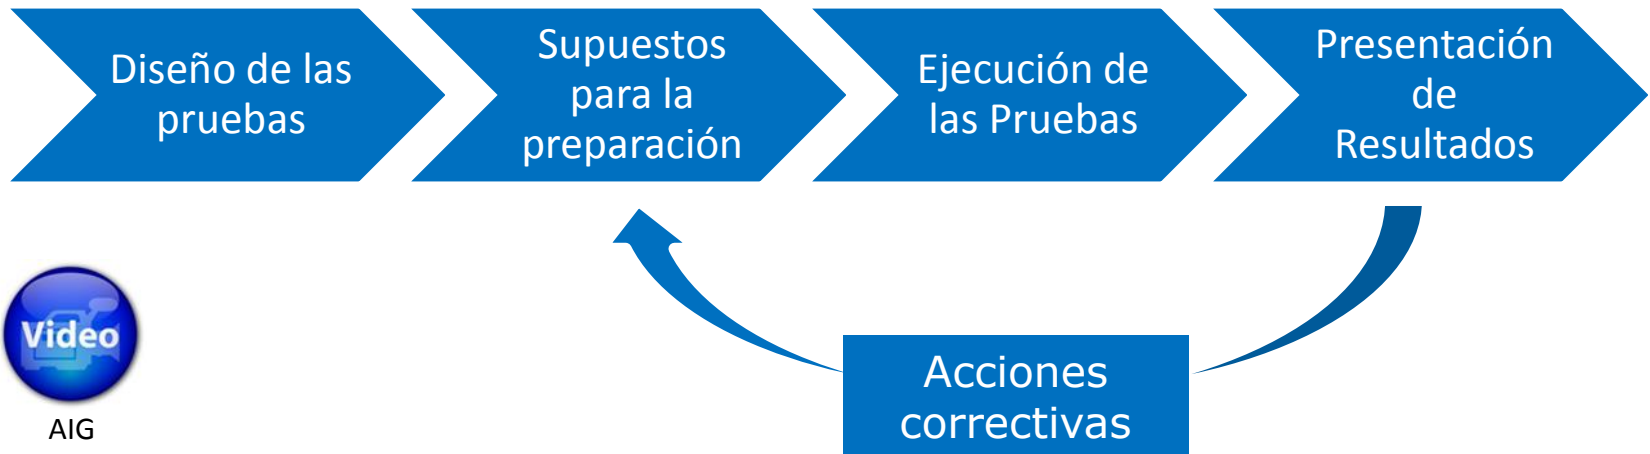 Diseño de las
pruebas
Supuestos
para la
preparación
Ejecución de
las Pruebas
Presentación
de
Resultados
Video
AIG
Acciones
correctivas